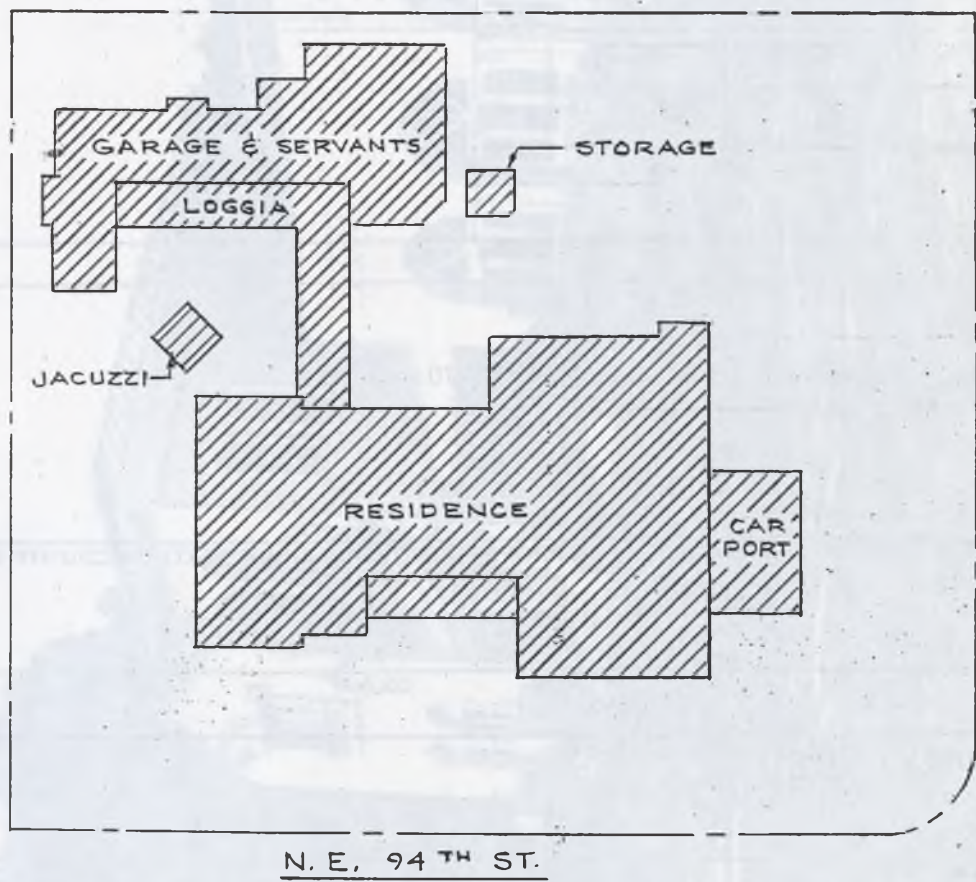 GARAGE & SERVANTS
STORAGE
LOGGIA
JACUZZI
RESIDENCE
CAR
PORT
N.E. 94TH ST.